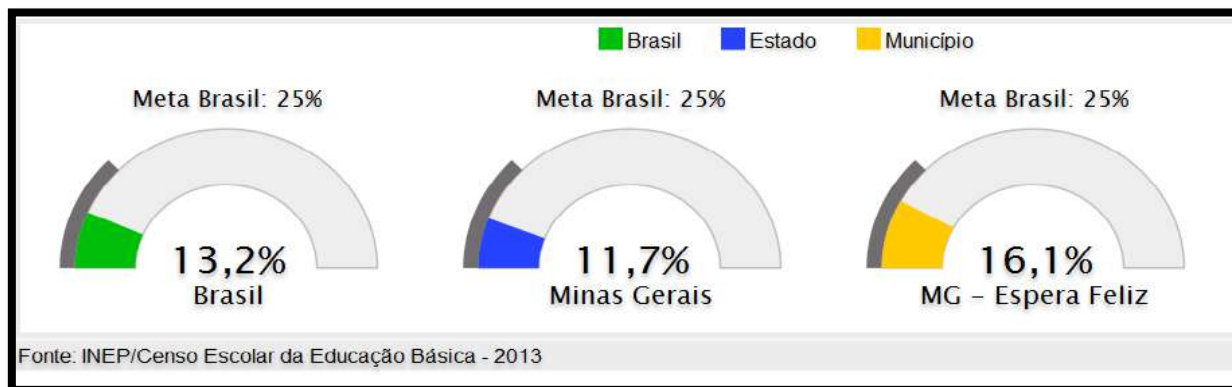 Brasil Estado Município
Meta Brasil: 25% Meta Brasil: 25% Meta Brasil: 25%
13,2% 11,7% 16,1%
Brasil Minas Gerais MG - Espera Feliz
Fonte: INEP/Censo Escolar da Educação Básica - 2013